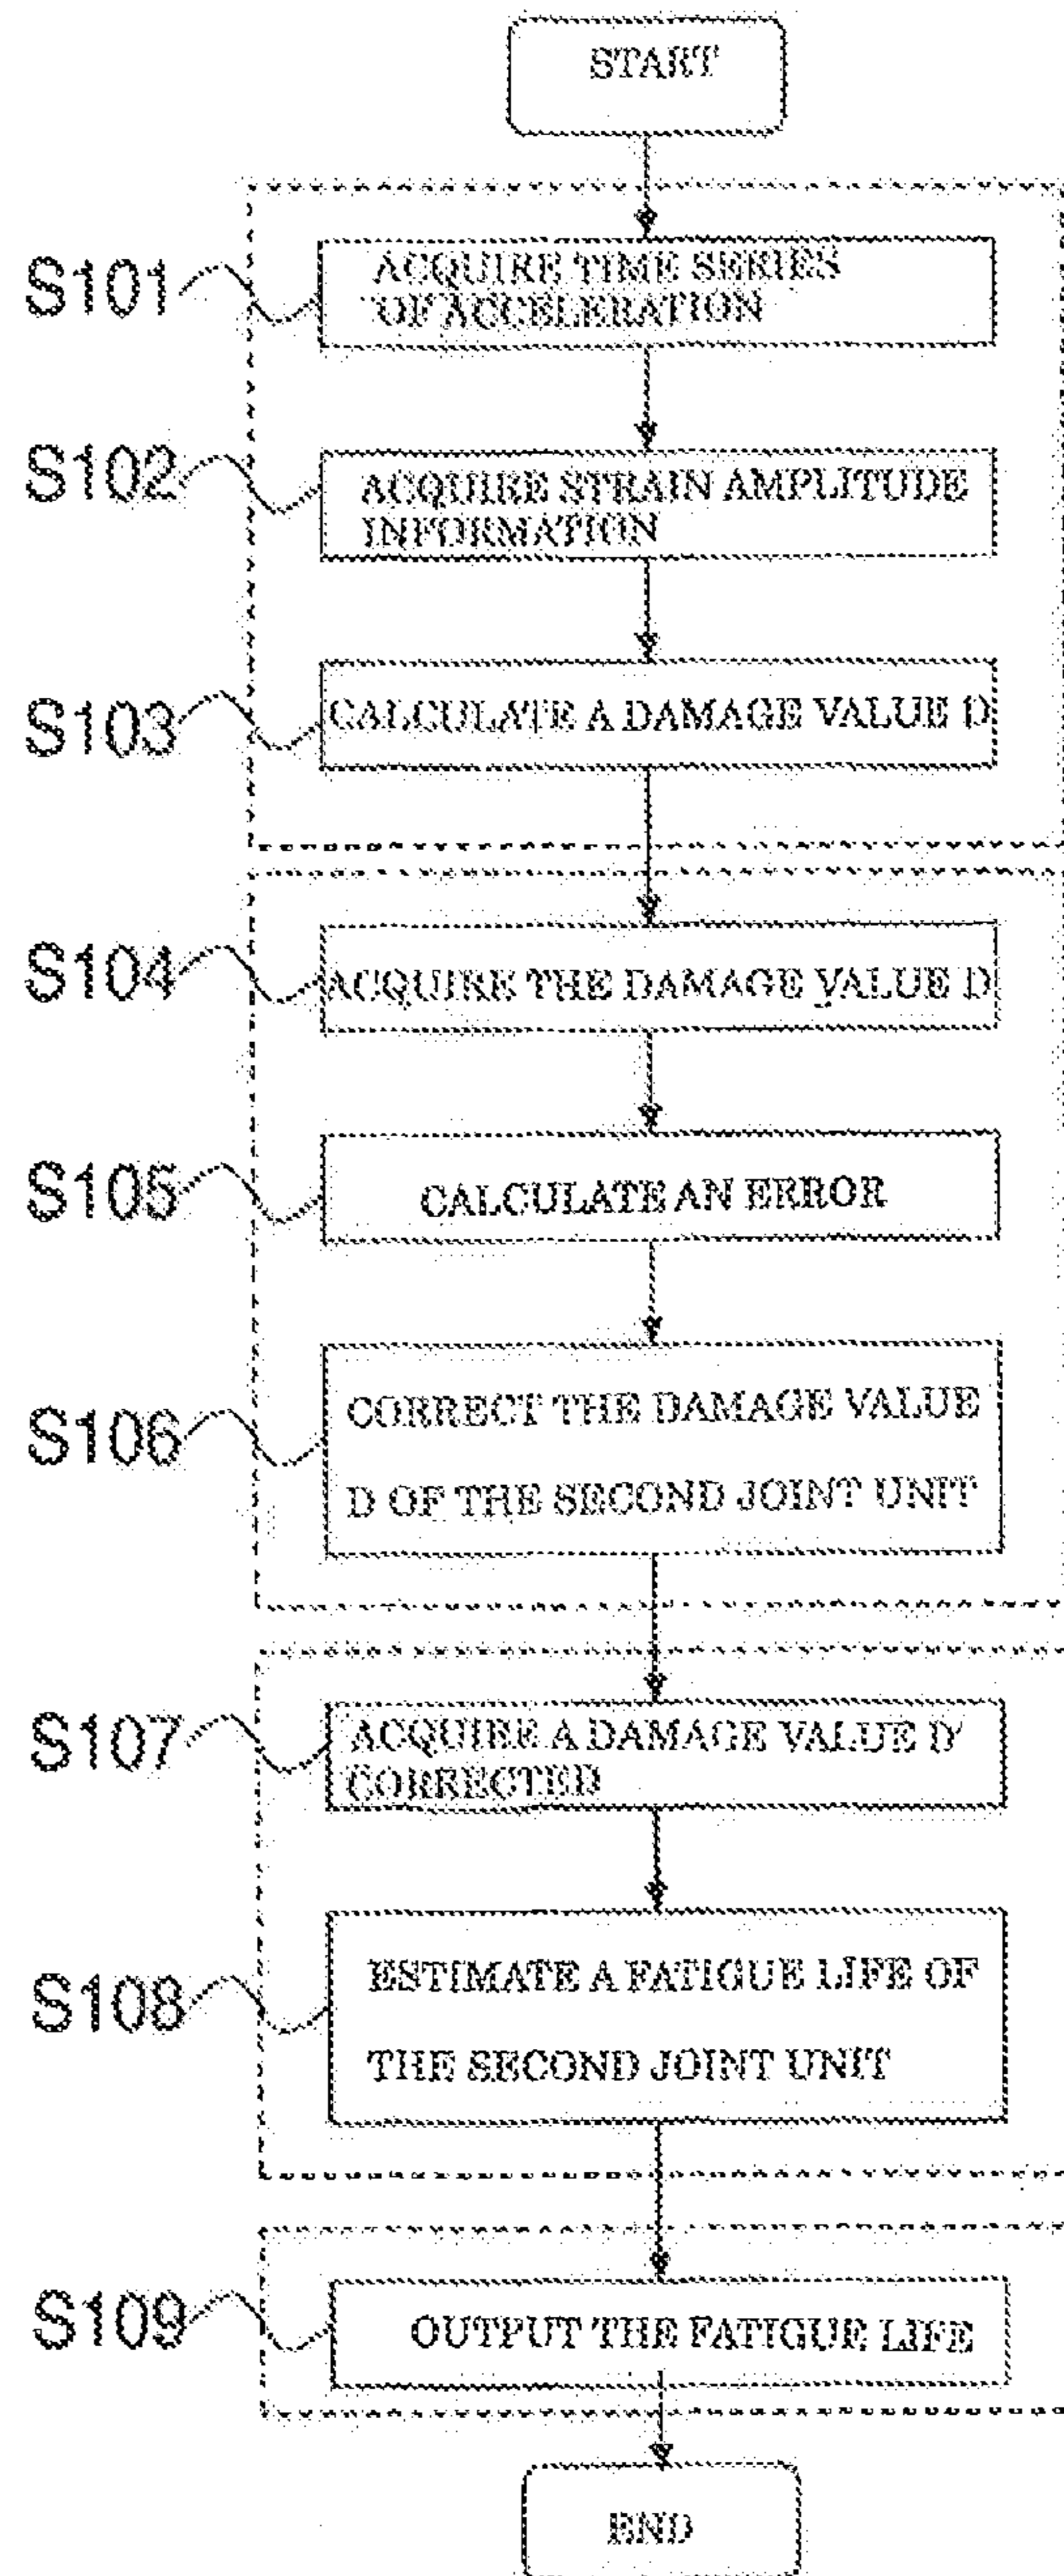 START
S101
ACQUIRE TIME SERIES
OF ACCELERATION
S102
ACQUIRE STRAIN AMPLITUDE
INFORMATION
S103
CALCULATE A DAMAGE VALUE D
S104
ACQUIRE THE DAMAGE VALUE D
S105
CALCULATE AN ERROR
S106
CORRECT THE DAMAGE VALUE
D OF THE SECOND JOINT UNIT
S107
ACQUIRE A DAMAGE VALUE D'
CORRECTED
S108
ESTIMATE A FATIGUE LIFE OF
THE SECOND JOINT UNIT
S109
OUTPUT THE FATIGUE LIFE
END